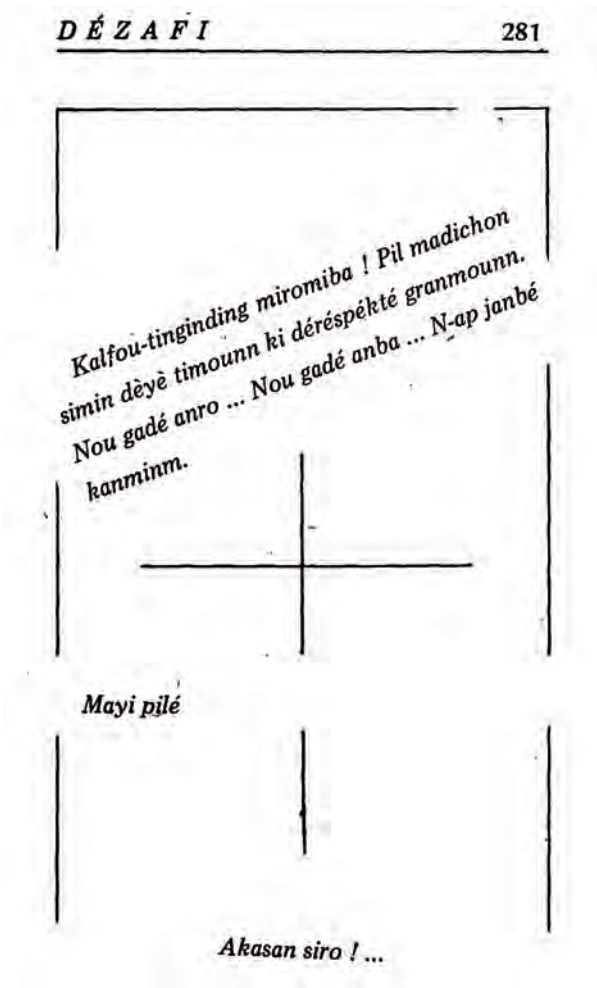 DÉZAFI 281
Kalfou-tinginding miromiba ! Pil madichon
simin dèyè timounn ki déréspékté granmounn.
Nou gadé anro ... Nou gadé anba ... N-ap janbé
kanminm.
Mayi pilé
Akasan siro ! ...